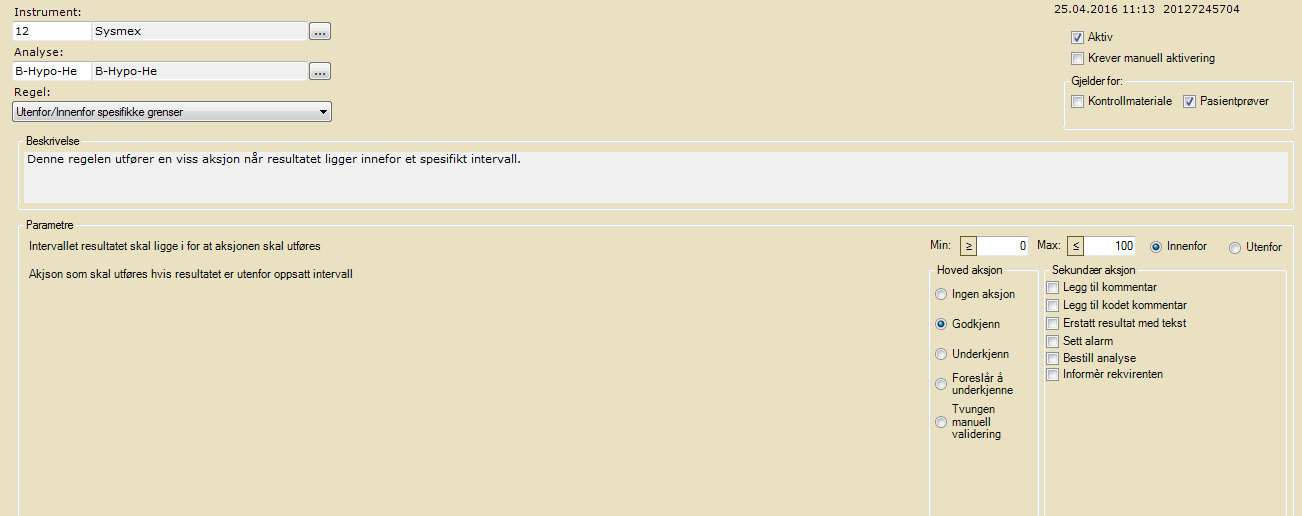 Instrument:
25.04.2016 11:13 20127245704
12 Sysmex ...
Aktiv
Analyse:
Krever manuell aktivering
B-Hypo-He B-Hypo-He ...
Gjelder for:
Regel:
Kontrollmateriale Pasientprøver
Utenfor/Innenfor spesifikke grenser
Beskrivelse
Denne regelen utfører en viss aksjon når resultatet ligger innefor et spesifikt intervall.
Parametre
Intervallet resultatet skal ligge i for at aksjonen skal utføres
Min: ≥ 0 Max: ≤ 100 Innenfor Utenfor
Akjson som skal utføres hvis resultatet er utenfor oppsatt intervall
Hoved aksjon
Ingen aksjon
Godkjenn
Underkjenn
Foreslår å
underkjenne
Tvungen
manuell
validering
Sekundær aksjon
Legg til kommentar
Legg til kodet kommentar
Erstatt resultat med tekst
Sett alarm
Bestill analyse
Informèr rekvirenten